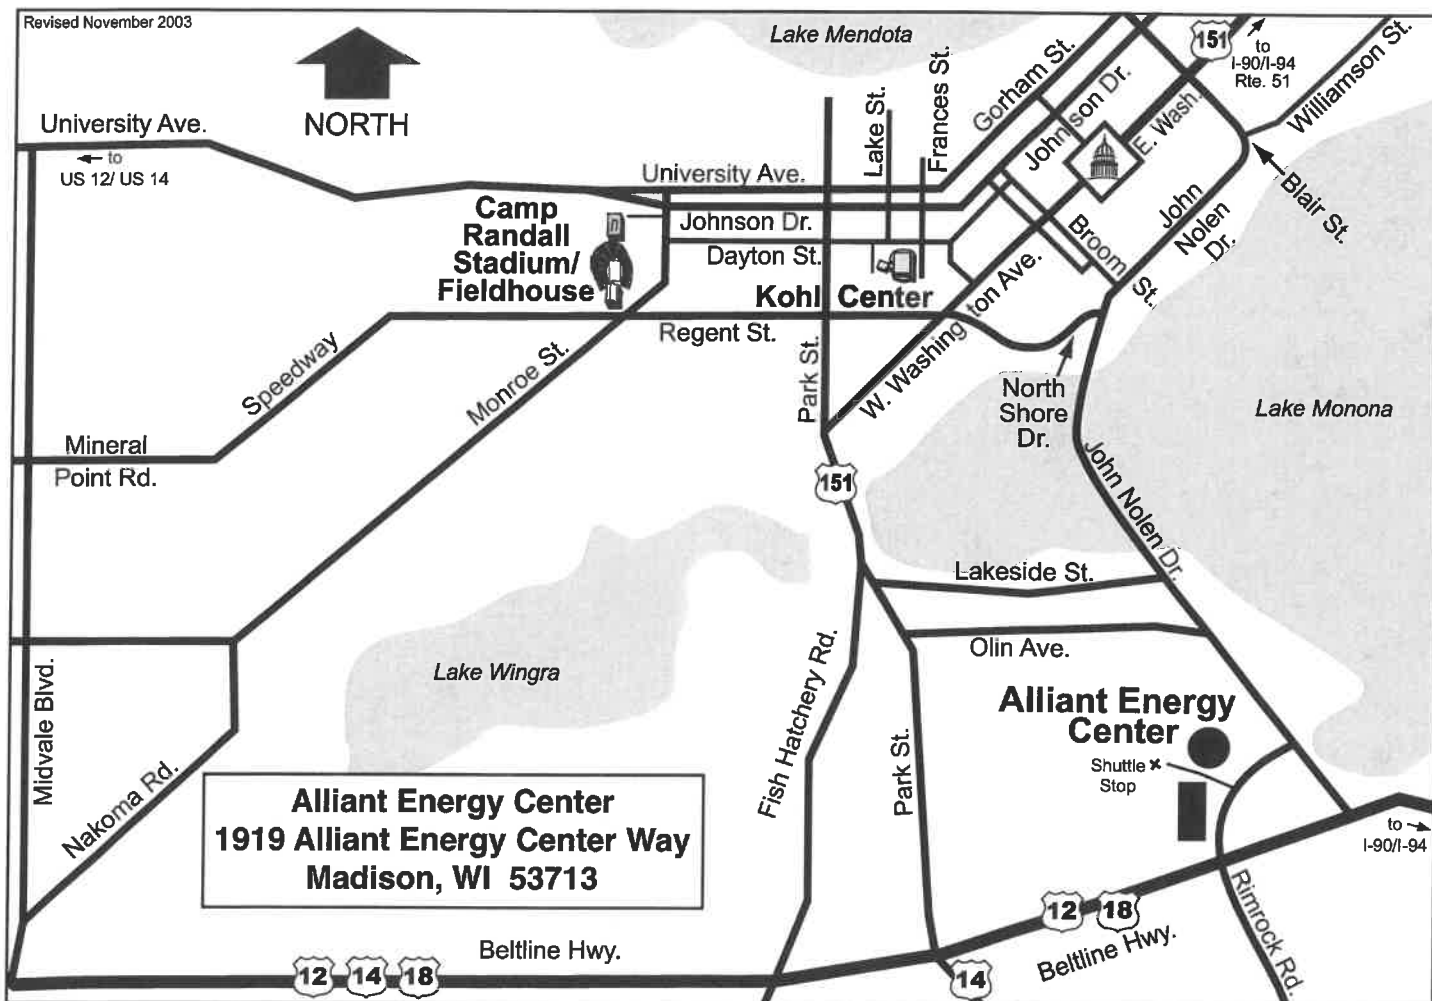 Revised November 2003
Lake Mendota
151
to
I-90/I-94
Rte. 51
Williamson St.
NORTH
University Ave.
to
US 12/ US 14
Lake St.
Frances St.
Gorham St.
Johnson Dr.
E. Wash.
University Ave.
Camp
Randall
Stadium/
Fieldhouse
Johnson Dr.
Dayton St.
Kohl Center
Broom St.
John
Nolen
Dr.
Blair St.
Regent St.
Speedway
Monroe St.
Park St.
W. Washington Ave.
North
Shore
Dr.
Lake Monona
Mineral
Point Rd.
151
John Nolen Dr.
Lakeside St.
Olin Ave.
Lake Wingra
Midvale Blvd.
Nakoma Rd.
Fish Hatchery Rd.
Park St.
Alliant Energy
Center
Shuttle
Stop
Alliant Energy Center
1919 Alliant Energy Center Way
Madison, WI 53713
to
I-90/I-94
12
18
Beltline Hwy.
Rimrock Rd.
Beltline Hwy.
12
14
18
14